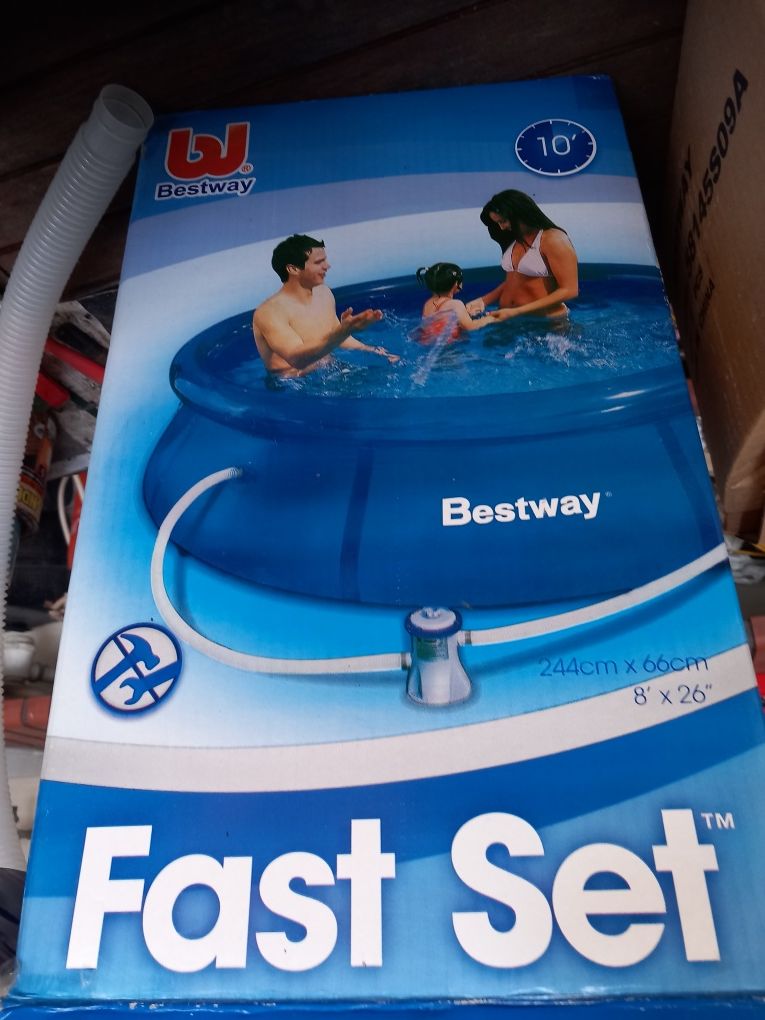 Bestway®
10'
Bestway®
244cm x 66cm
8' x 26"
Fast Set™